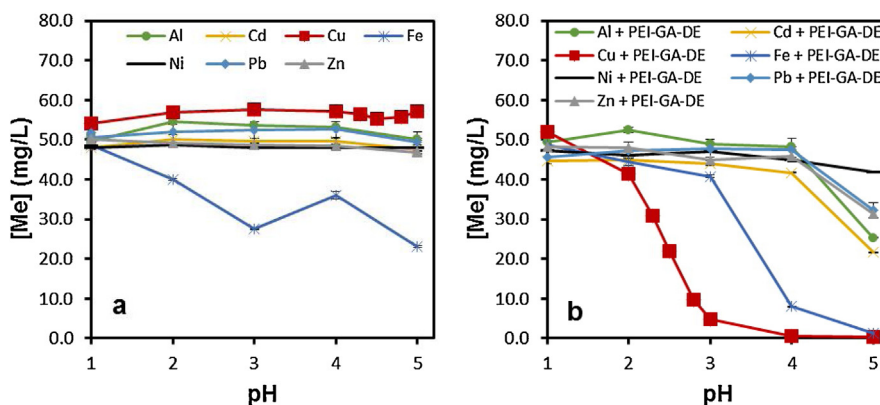 80.0
70.0
60.0
50.0
40.0
30.0
20.0
10.0
0.0
[Me] (mg/L)
Al Cd Cu Fe
Ni Pb Zn
a
1 2 3 4 5
pH
80.0
70.0
60.0
50.0
40.0
30.0
20.0
10.0
0.0
[Me] (mg/L)
Al + PEI-GA-DE Cd + PEI-GA-DE
Cu + PEI-GA-DE Fe + PEI-GA-DE
Ni + PEI-GA-DE Pb + PEI-GA-DE
Zn + PEI-GA-DE
b
1 2 3 4 5
pH